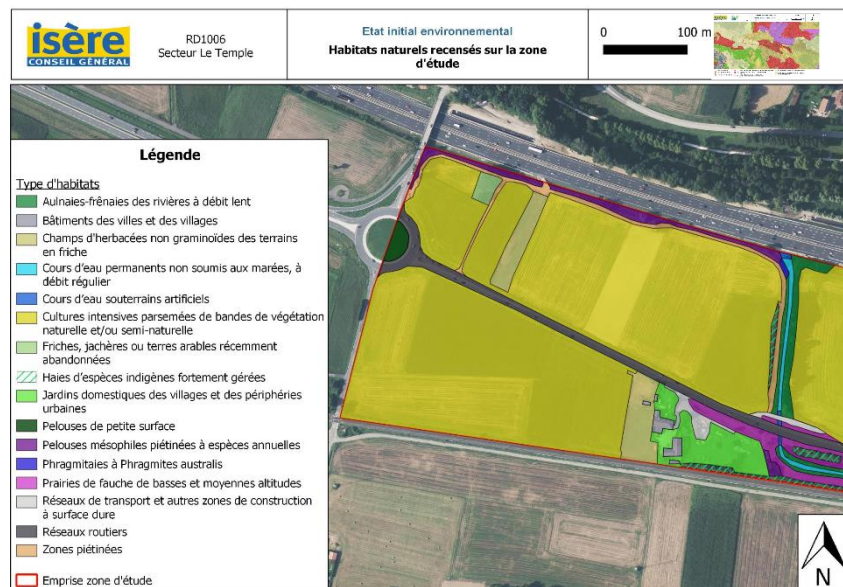 isère
CONSEIL GÉNÉRAL
RD1006
Secteur Le Temple
Etat initial environnemental
Habitats naturels recensés sur la zone
d'étude
0 100 m
Légende
Type d'habitats
Aulnaies-frênaies des rivières à débit lent
Bâtiments des villes et des villages
Champs d'herbacées non graminoïdes des terrains
en friche
Cours d'eau permanents non soumis aux marées, à
débit régulier
Cours d'eau souterrains artificiels
Cultures intensives parsemées de bandes de végétation
naturelle et/ou semi-naturelle
Friches, jachères ou terres arables récemment
abandonnées
Haies d'espèces indigènes fortement gérées
Jardins domestiques des villages et des périphéries
urbaines
Pelouses de petite surface
Pelouses mésophiles piétinées à espèces annuelles
Phragmitaies à Phragmites australis
Prairies de fauche de basses et moyennes altitudes
Réseaux de transport et autres zones de construction
à surface dure
Réseaux routiers
Zones piétinées
Emprise zone d'étude
N